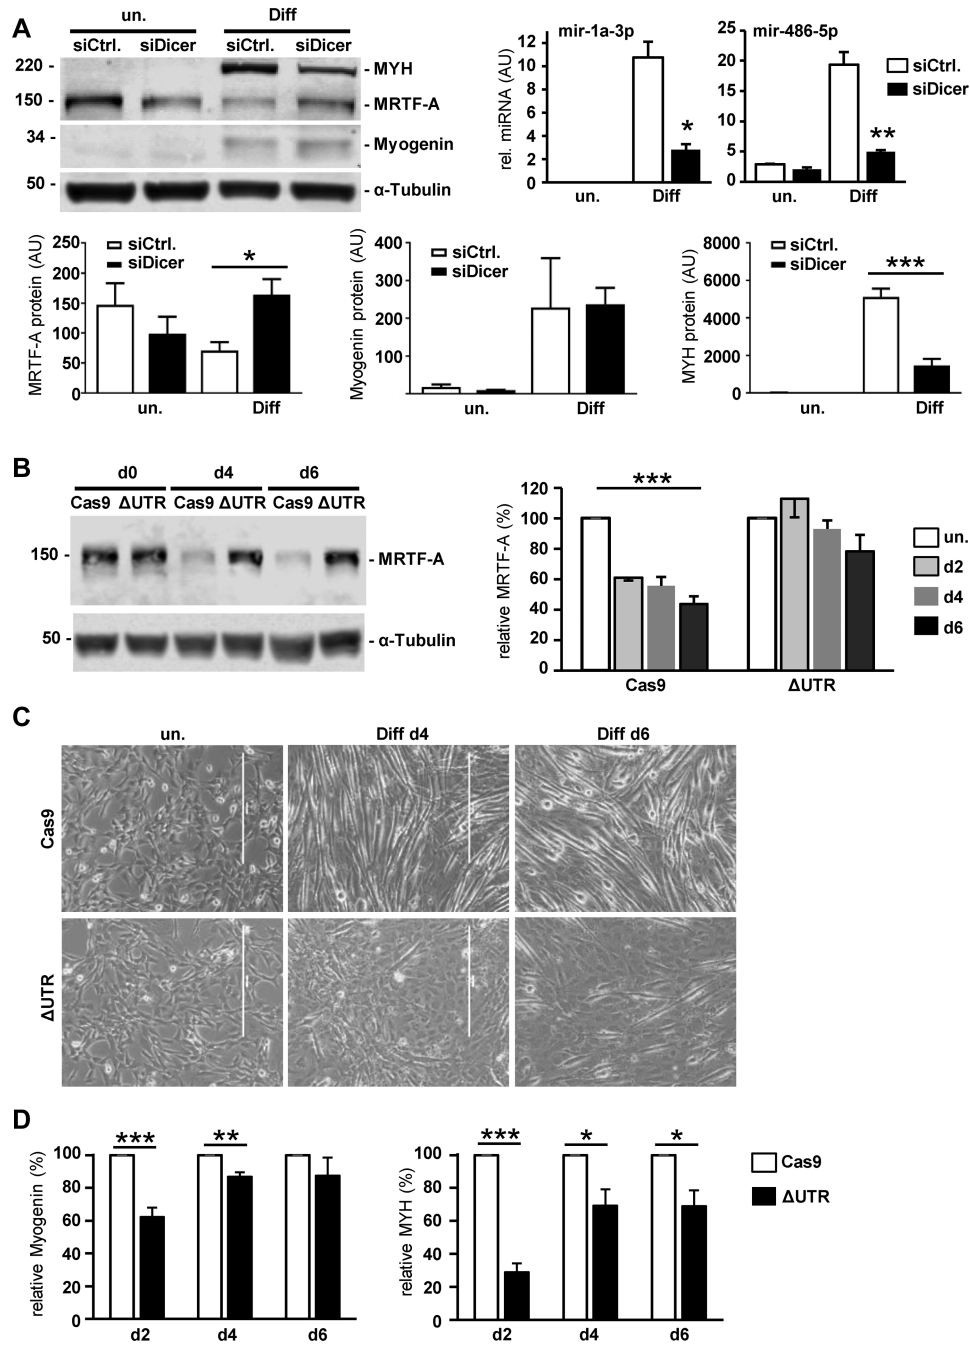 A
un.
Diff
siCtrl.
siDicer
siCtrl.
siDicer
220 -
- MYH
150 -
- MRTF-A
34 -
- Myogenin
50 -
- α-Tubulin
mir-1a-3p
rel. miRNA (AU)
12
10
8
6
4
2
0
*
un.
Diff
mir-486-5p
25
20
15
10
5
0
**
un.
Diff
siCtrl.
siDicer
MRTF-A protein (AU)
250
200
150
100
50
0
siCtrl.
siDicer
*
un.
Diff
Myogenin protein (AU)
400
300
200
100
siCtrl.
siDicer
un.
Diff
MYH protein (AU)
8000
6000
4000
2000
0
siCtrl.
siDicer
***
un.
Diff
B
d0
d4
d6
Cas9 ΔUTR
Cas9 ΔUTR
Cas9 ΔUTR
150 -
- MRTF-A
50 -
- α-Tubulin
relative MRTF-A (%)
120
100
80
60
40
20
0
***
Cas9
ΔUTR
un.
d2
d4
d6
C
un.
Diff d4
Diff d6
Cas9
ΔUTR
D
relative Myogenin (%)
100
80
60
40
20
0
***
**
d2
d4
d6
relative MYH (%)
100
80
60
40
20
0
***
*
*
d2
d4
d6
Cas9
ΔUTR